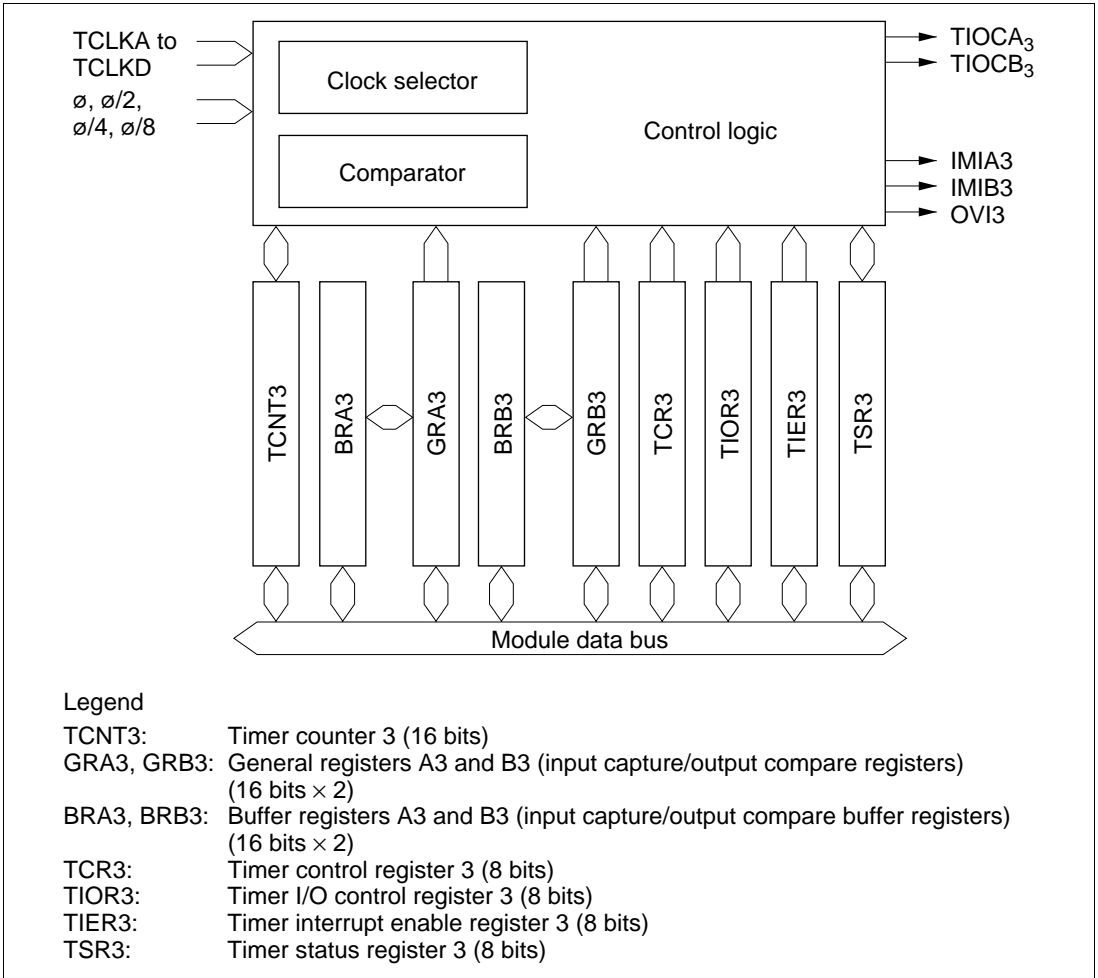 TCLKA to
TCLKD
ø, ø/2,
ø/4, ø/8
Clock selector
Comparator
Control logic
TIOCA3
TIOCB3
IMIA3
IMIB3
OVI3
TCNT3
BRA3
GRA3
BRB3
GRB3
TCR3
TIOR3
TIER3
TSR3
Module data bus
Legend
TCNT3: Timer counter 3 (16 bits)
GRA3, GRB3: General registers A3 and B3 (input capture/output compare registers)
(16 bits × 2)
BRA3, BRB3: Buffer registers A3 and B3 (input capture/output compare buffer registers)
(16 bits × 2)
TCR3: Timer control register 3 (8 bits)
TIOR3: Timer I/O control register 3 (8 bits)
TIER3: Timer interrupt enable register 3 (8 bits)
TSR3: Timer status register 3 (8 bits)